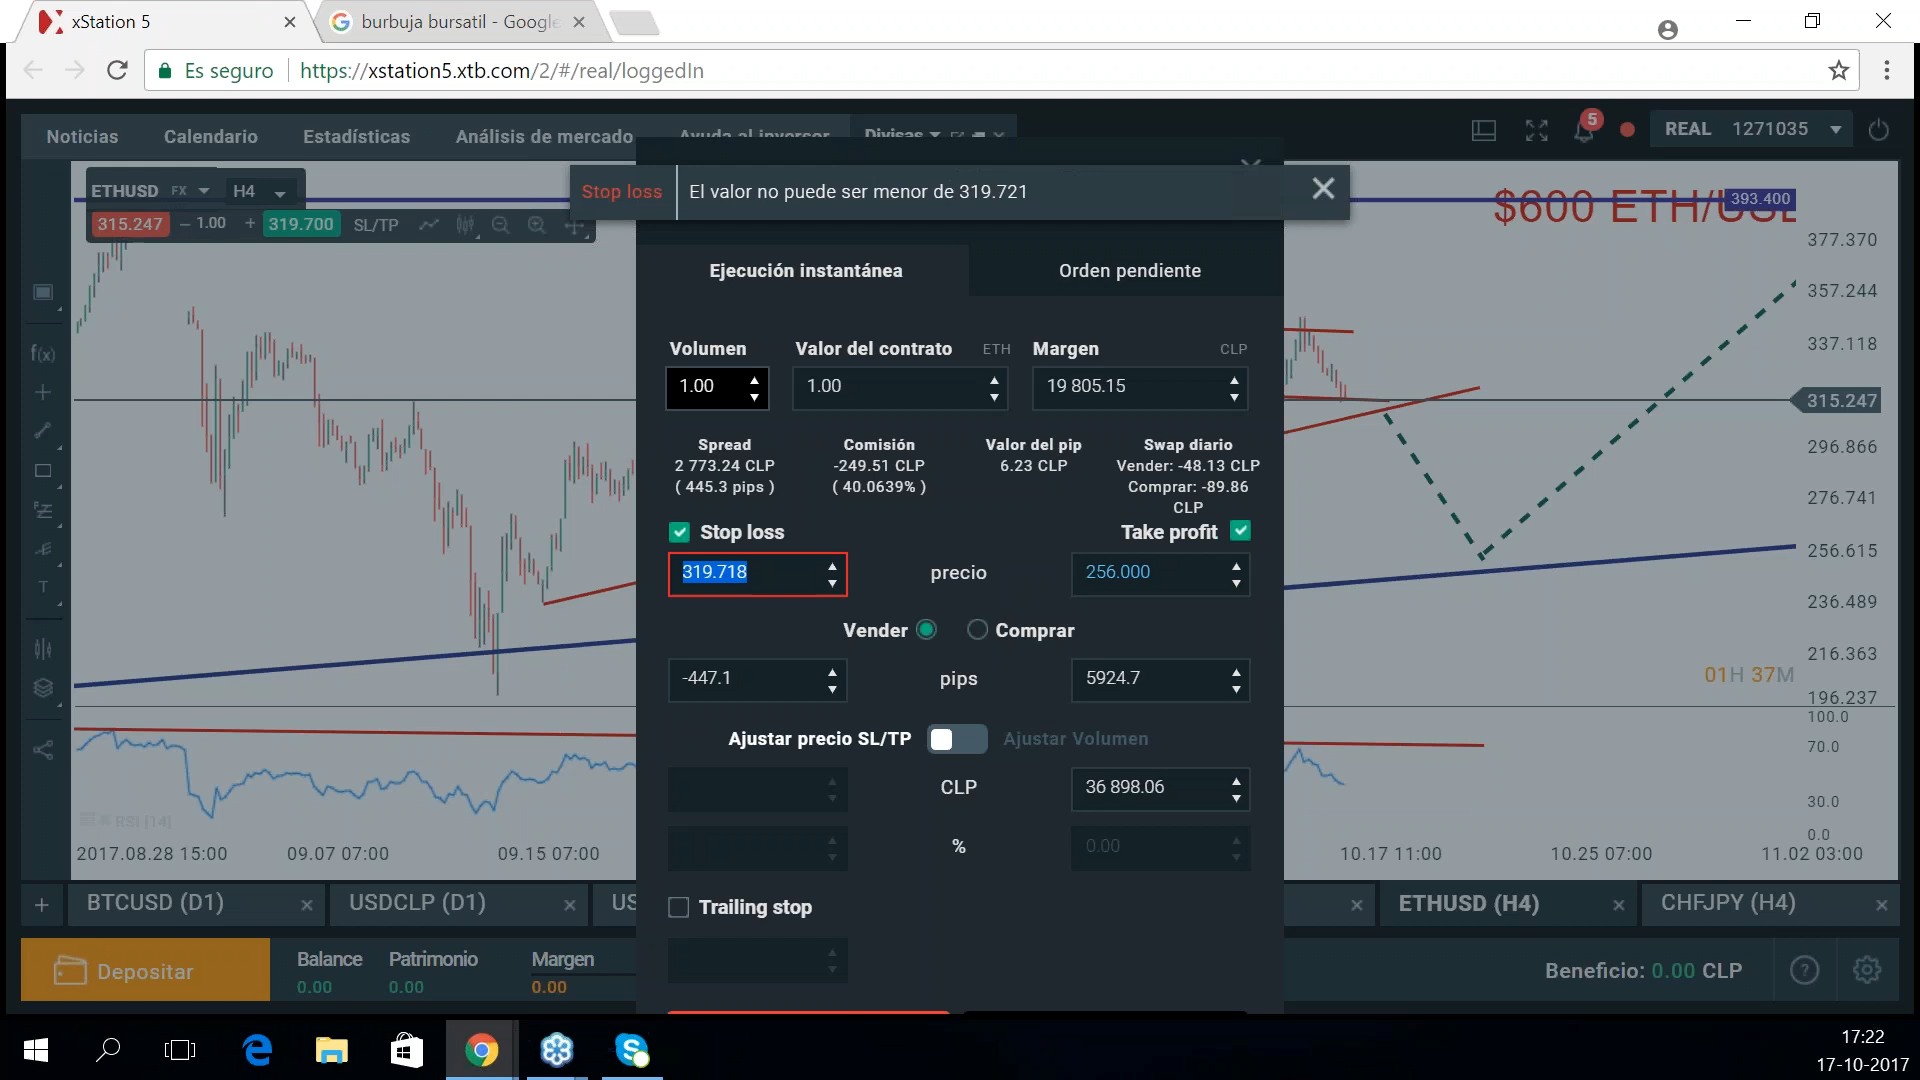 xStation 5
burbuja bursatil - Google
Es seguro
https://xstation5.xtb.com/2/#/real/loggedIn
Noticias
Calendario
Estadísticas
Análisis de mercado
Ayuda al inversor
Divisas
5
REAL 1271035
ETHUSD FX
H4
Stop loss
El valor no puede ser menor de 319.721
$600 ETH/USD
393.400
315.247
– 1.00 +
319.700
SL/TP
377.370
357.244
337.118
315.247
296.866
276.741
256.615
236.489
216.363
196.237
100.0
70.0
30.0
0.0
Ejecución instantánea
Orden pendiente
Volumen
Valor del contrato ETH
Margen CLP
1.00
1.00
19 805.15
Spread
2 773.24 CLP
( 445.3 pips )
Comisión
-249.51 CLP
( 40.0639% )
Valor del pip
6.23 CLP
Swap diario
Vender: -48.13 CLP
Comprar: -89.86
CLP
Stop loss
Take profit
319.718
precio
256.000
Vender
Comprar
-447.1
pips
5924.7
Ajustar precio SL/TP
Ajustar Volumen
CLP
36 898.06
%
0.00
Trailing stop
f(x)
T
01H 37M
RSI [14]
2017.08.28 15:00
09.07 07:00
09.15 07:00
10.17 11:00
10.25 07:00
11.02 03:00
+
BTCUSD (D1)
USDCLP (D1)
US
ETHUSD (H4)
CHFJPY (H4)
Depositar
Balance
0.00
Patrimonio
0.00
Margen
0.00
Beneficio: 0.00 CLP
?
17:22
17-10-2017